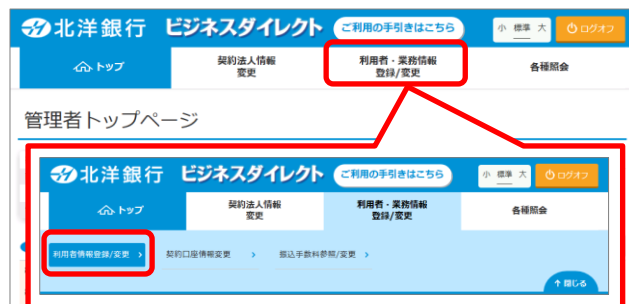 北洋銀行 ビジネスダイレクト ご利用の手引きはこちら 小 標準 大 ログオフ
トップ 契約法人情報 変更 利用者・業務情報 登録/変更 各種照会
管理者トップページ
北洋銀行 ビジネスダイレクト ご利用の手引きはこちら 小 標準 大 ログオフ
トップ 契約法人情報 変更 利用者・業務情報 登録/変更 各種照会
利用者情報登録/変更 契約口座情報変更 振込手数料参照/変更
閉じる